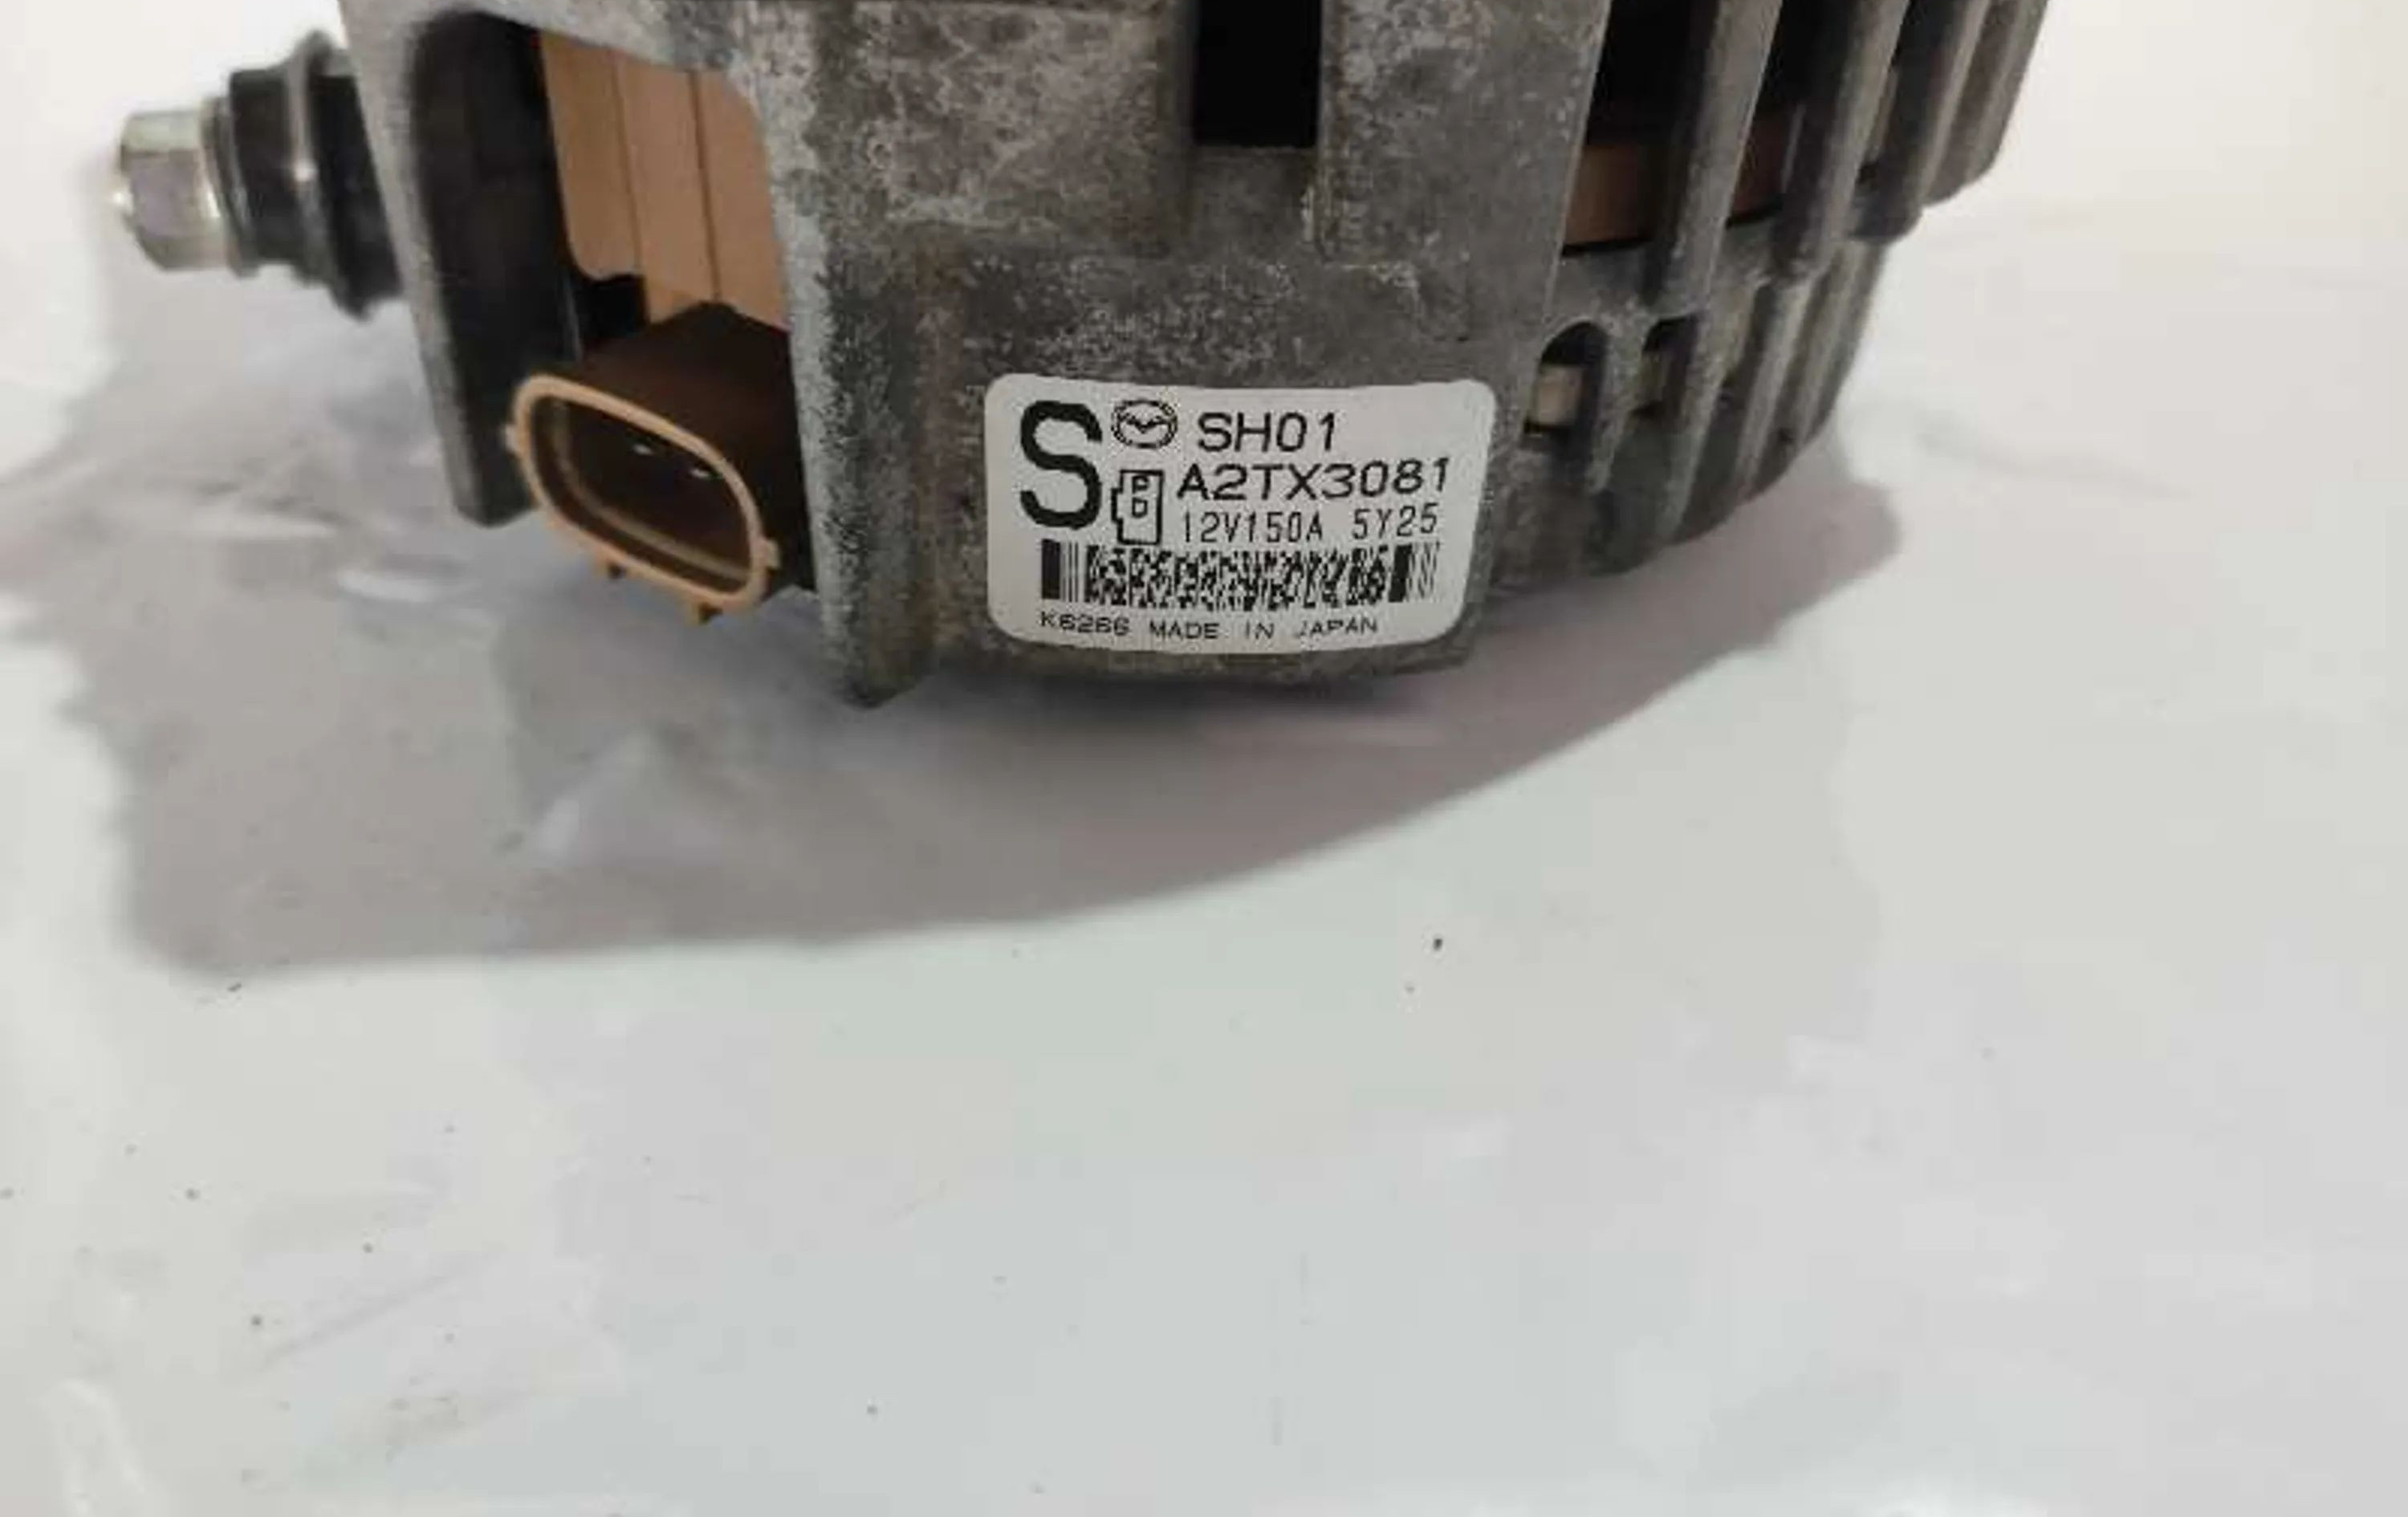 S SH01
A2TX3081
12V150A 5Y25
K6266 MADE IN JAPAN